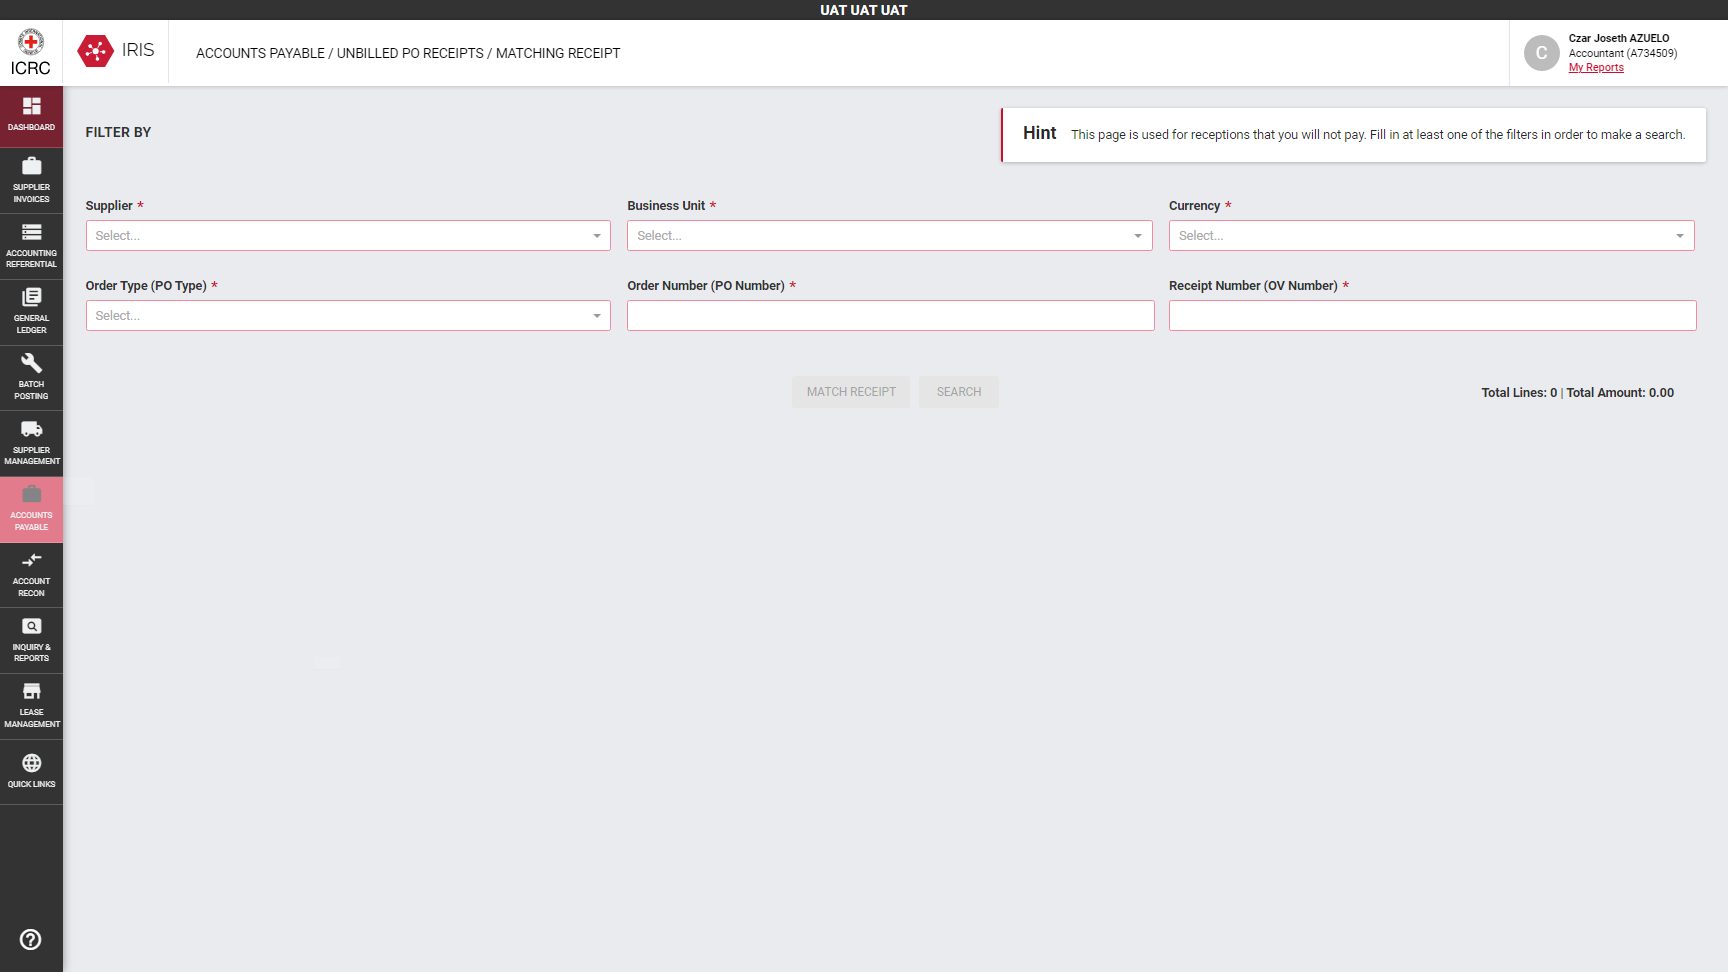 UAT UAT UAT
ICRC
IRIS
ACCOUNTS PAYABLE / UNBILLED PO RECEIPTS / MATCHING RECEIPT
C
Czar Joseth AZUELO
Accountant (A734509)
My Reports
DASHBOARD
SUPPLIER
INVOICES
ACCOUNTING
REFERENTIAL
GENERAL
LEDGER
BATCH
POSTING
SUPPLIER
MANAGEMENT
ACCOUNTS
PAYABLE
ACCOUNT
RECON
INQUIRY &
REPORTS
LEASE
MANAGEMENT
QUICK LINKS
FILTER BY
Hint This page is used for receptions that you will not pay. Fill in at least one of the filters in order to make a search.
Supplier *
Select...
Business Unit *
Select...
Currency *
Select...
Order Type (PO Type) *
Select...
Order Number (PO Number) *
Receipt Number (OV Number) *
MATCH RECEIPT
SEARCH
Total Lines: 0 | Total Amount: 0.00